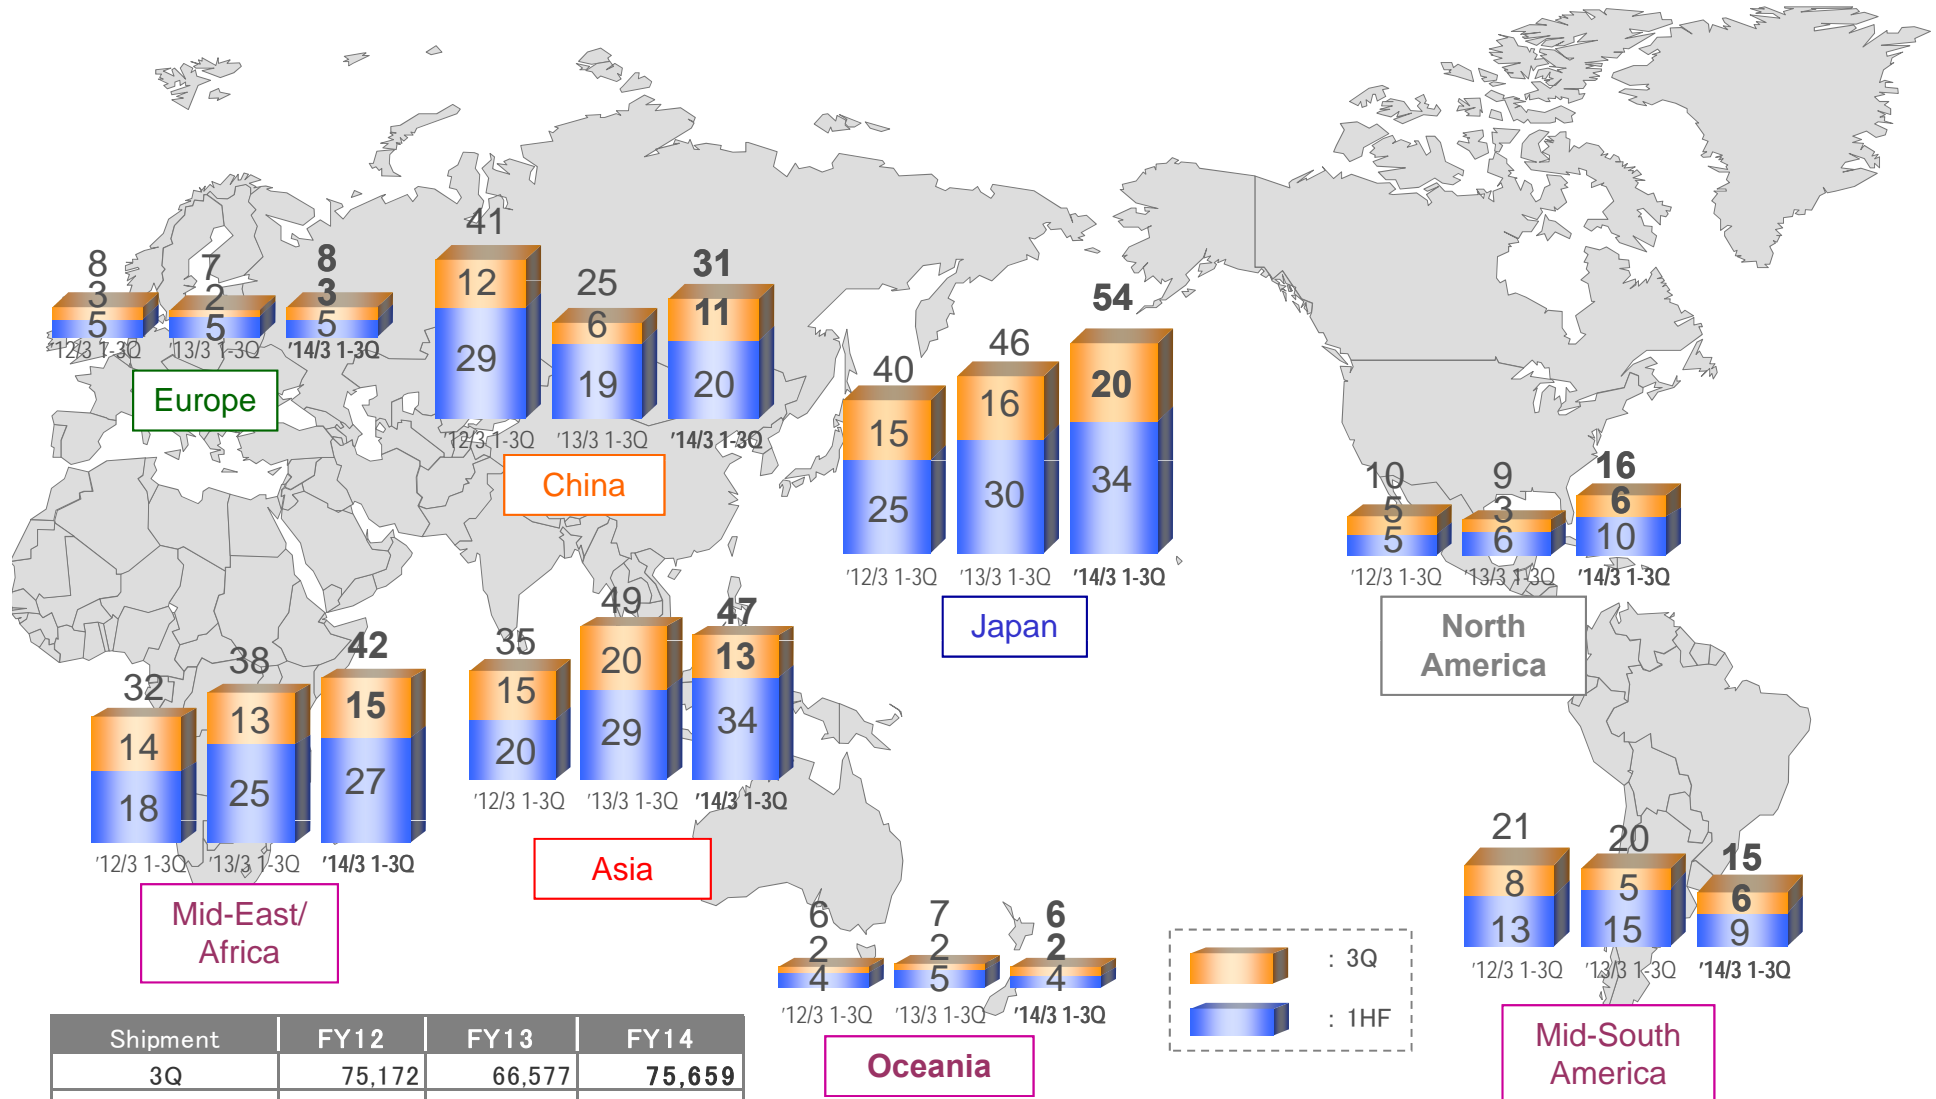 8
3
5
7
2
5
8
3
5
'12/3 1-3Q
'13/3 1-3Q
'14/3 1-3Q
Europe
41
12
29
25
6
19
31
11
20
'12/3 1-3Q
'13/3 1-3Q
'14/3 1-3Q
China
40
15
25
46
16
30
54
20
34
'12/3 1-3Q
'13/3 1-3Q
'14/3 1-3Q
Japan
10
5
5
9
3
6
16
6
10
'12/3 1-3Q
'13/3 1-3Q
'14/3 1-3Q
North
America
32
14
18
38
13
25
42
15
27
'12/3 1-3Q
'13/3 1-3Q
'14/3 1-3Q
Mid-East/
Africa
35
15
20
49
20
29
47
13
34
'12/3 1-3Q
'13/3 1-3Q
'14/3 1-3Q
Asia
6
2
4
7
2
5
6
2
4
'12/3 1-3Q
'13/3 1-3Q
'14/3 1-3Q
Oceania
21
8
13
20
5
15
15
6
9
'12/3 1-3Q
'13/3 1-3Q
'14/3 1-3Q
Mid-South
America
: 3Q
: 1HF
Shipment FY12 FY13 FY14
3Q 75,172 66,577 75,659